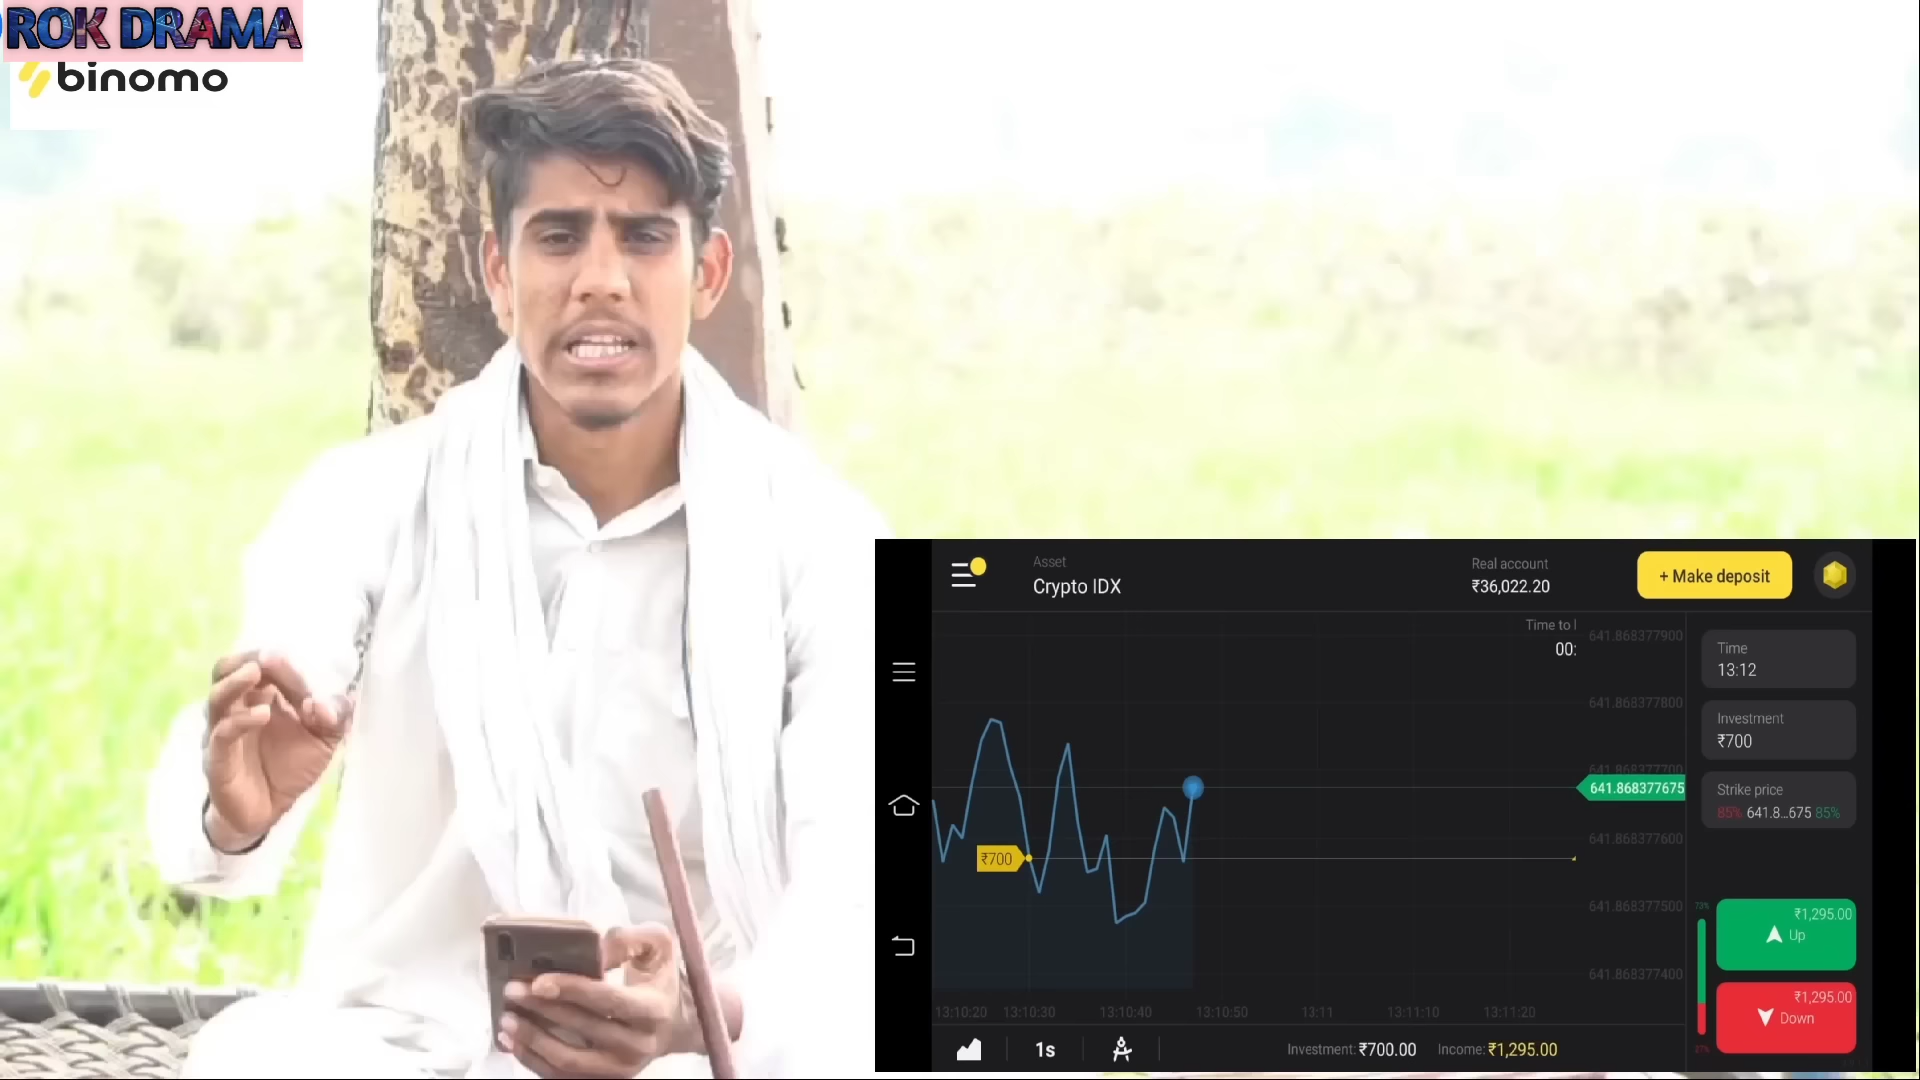 ROK DRAMA
binomo
Asset
Crypto IDX
Real account
₹36,022.20
+ Make deposit
Time to
00:
641.868377900
641.868377800
641.868377700
641.868377675
641.868377600
641.868377500
641.868377400
₹700
Time
13:12
Investment
₹700
Strike price
85% 641.8...675 85%
73%
₹1,295.00
Up
₹1,295.00
Down
27%
13:10:20 13:10:30 13:10:40 13:10:50 13:11 13:11:10 13:11:20
1s
Investment: ₹700.00 Income: ₹1,295.00